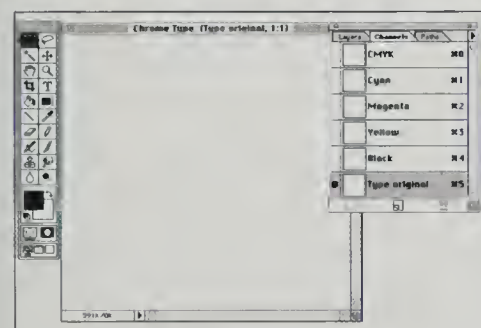 Chrome Type (Type original, 1:1)
Layers Channels Paths
CMYK ⌘0
Cyan ⌘1
Magenta ⌘2
Yellow ⌘3
Black ⌘4
Type original ⌘5
T